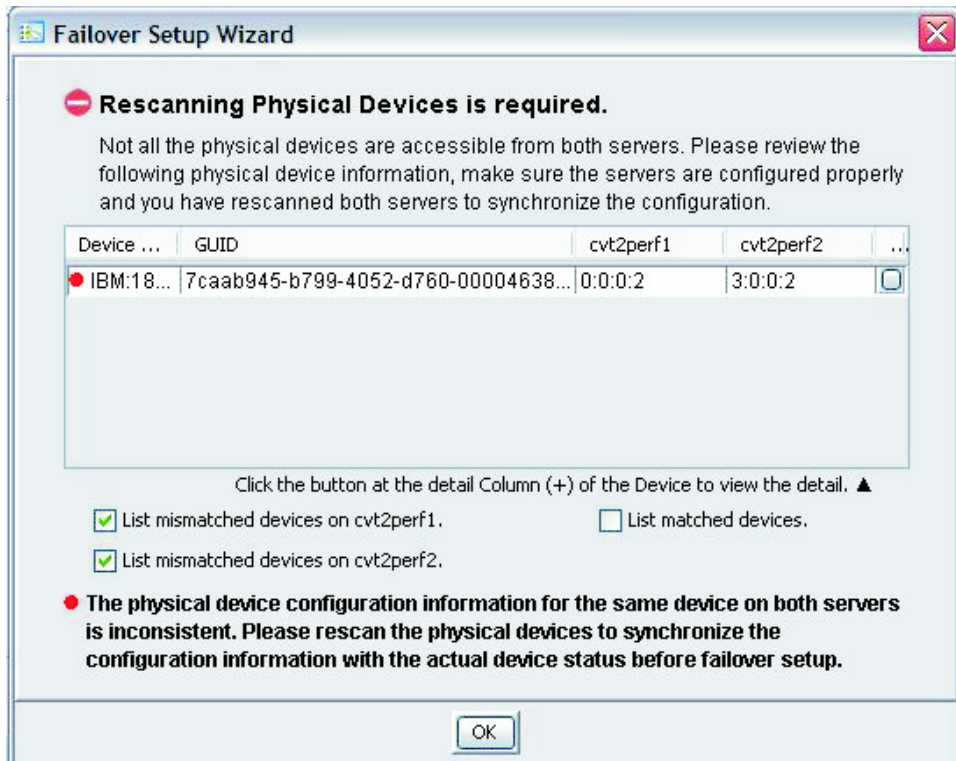 Failover Setup Wizard
Rescanning Physical Devices is required.
Not all the physical devices are accessible from both servers. Please review the
following physical device information, make sure the servers are configured properly
and you have rescanned both servers to synchronize the configuration.
Device ... GUID cvt2perf1 cvt2perf2 ...
IBM:18... 7caab945-b799-4052-d760-00004638... 0:0:0:2 3:0:0:2
Click the button at the detail Column (+) of the Device to view the detail. ▲
List mismatched devices on cvt2perf1. List matched devices.
List mismatched devices on cvt2perf2.
The physical device configuration information for the same device on both servers
is inconsistent. Please rescan the physical devices to synchronize the
configuration information with the actual device status before failover setup.
OK